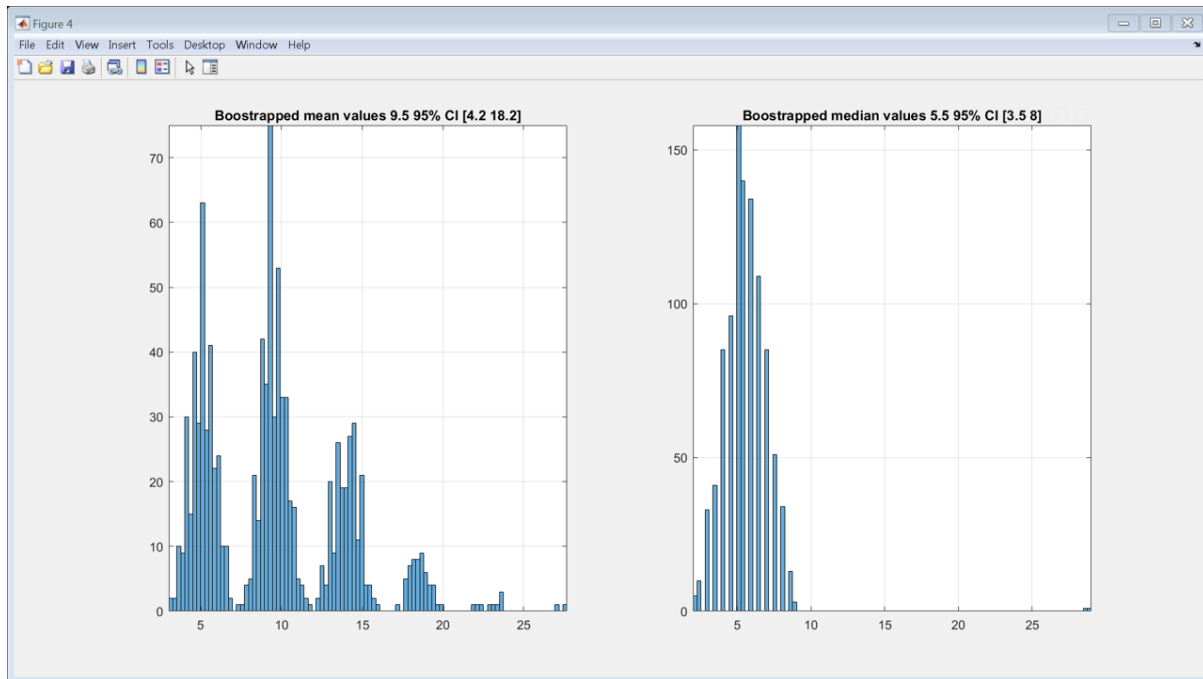 Figure 4
File Edit View Insert Tools Desktop Window Help
Boostrapped mean values 9.5 95% CI [4.2 18.2]
70
60
50
40
30
20
10
0
5 10 15 20 25
Boostrapped median values 5.5 95% CI [3.5 8]
150
100
50
0
5 10 15 20 25